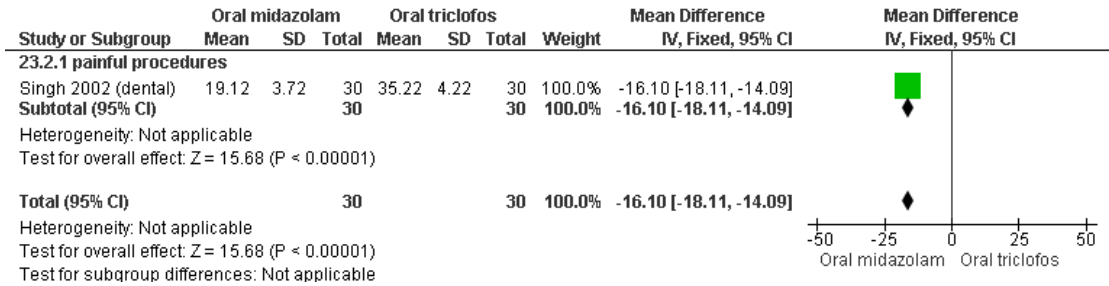 Oral midazolam Oral triclofos Mean Difference Mean Difference
Study or Subgroup Mean SD Total Mean SD Total Weight IV, Fixed, 95% CI IV, Fixed, 95% CI
23.2.1 painful procedures
Singh 2002 (dental) 19.12 3.72 30 35.22 4.22 30 100.0% -16.10 [-18.11, -14.09]
Subtotal (95% CI) 30 30 100.0% -16.10 [-18.11, -14.09]
Heterogeneity: Not applicable
Test for overall effect: Z = 15.68 (P < 0.00001)
Total (95% CI) 30 30 100.0% -16.10 [-18.11, -14.09]
Heterogeneity: Not applicable
Test for overall effect: Z = 15.68 (P < 0.00001)
Test for subgroup differences: Not applicable
-50 -25 0 25 50
Oral midazolam Oral triclofos